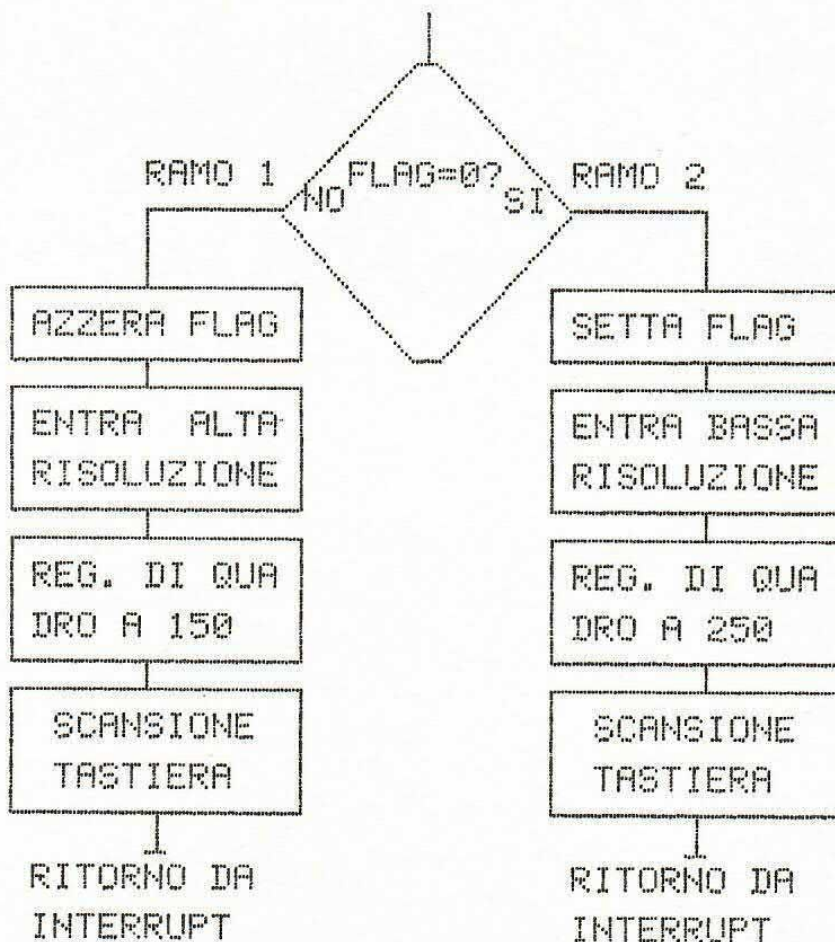 FLAG=0?
RAMO 1
NO
SI
RAMO 2
AZZERA FLAG
ENTRA ALTA
RISOLUZIONE
REG. DI QUA
DRO A 150
SCANSIONE
TASTIERA
RITORNO DA
INTERRUPT
SETTA FLAG
ENTRA BASSA
RISOLUZIONE
REG. DI QUA
DRO A 250
SCANSIONE
TASTIERA
RITORNO DA
INTERRUPT